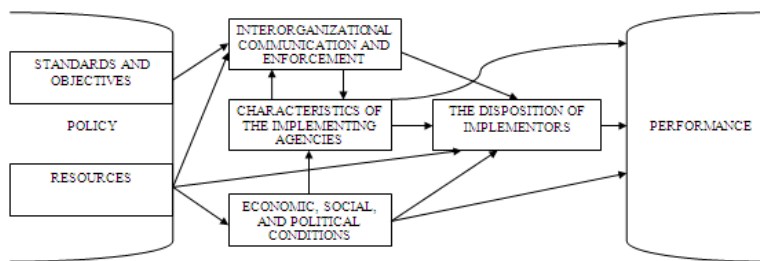 STANDARDS AND
OBJECTIVES
POLICY
RESOURCES
INTERORGANIZATIONAL
COMMUNICATION AND
ENFORCEMENT
CHARACTERISTICS OF
THE IMPLEMENTING
AGENCIES
ECONOMIC, SOCIAL,
AND POLITICAL
CONDITIONS
THE DISPOSITION OF
IMPLEMENTORS
PERFORMANCE